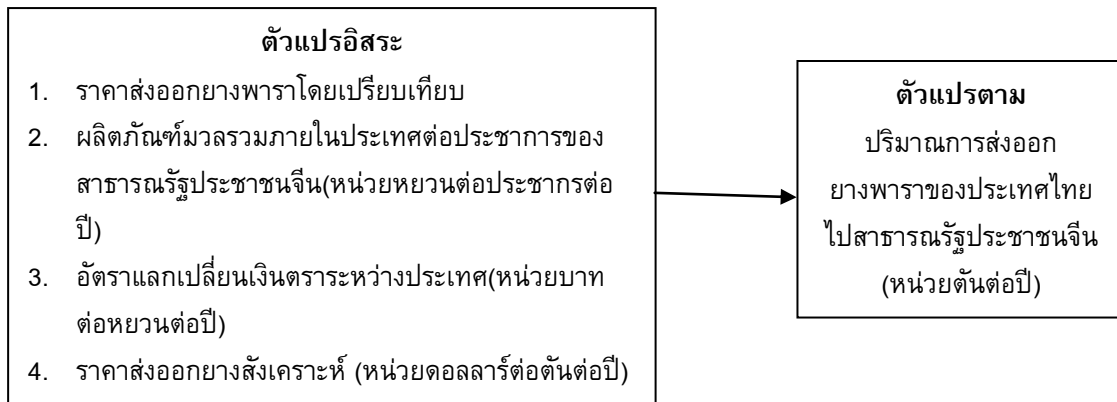 ตัวแปรอิสระ
1. ราคาส่งออกยางพาราโดยเปรียบเทียบ
2. ผลิตภัณฑ์มวลรวมภายในประเทศต่อประชาการของ
สาธารณรัฐประชาชนจีน(หน่วยหยวนต่อประชากรต่อ
ปี)
3. อัตราแลกเปลี่ยนเงินตราระหว่างประเทศ(หน่วยบาท
ต่อหยวนต่อปี)
4. ราคาส่งออกยางสังเคราะห์ (หน่วยดอลลาร์ต่อตันต่อปี)
ตัวแปรตาม
ปริมาณการส่งออก
ยางพาราของประเทศไทย
ไปสาธารณรัฐประชาชนจีน
(หน่วยตันต่อปี)